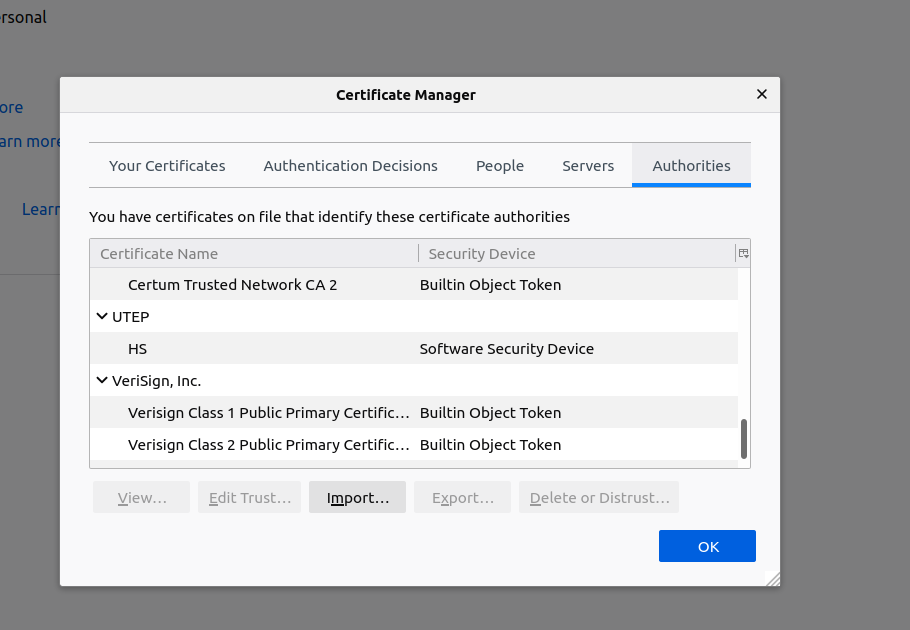 rsonal
ore
arn more
Learn
Certificate Manager
Your Certificates Authentication Decisions People Servers Authorities
You have certificates on file that identify these certificate authorities
Certificate Name Security Device
Certum Trusted Network CA 2 Builtin Object Token
UTEP
HS Software Security Device
VeriSign, Inc.
Verisign Class 1 Public Primary Certific... Builtin Object Token
Verisign Class 2 Public Primary Certific... Builtin Object Token
View... Edit Trust... Import... Export... Delete or Distrust...
OK